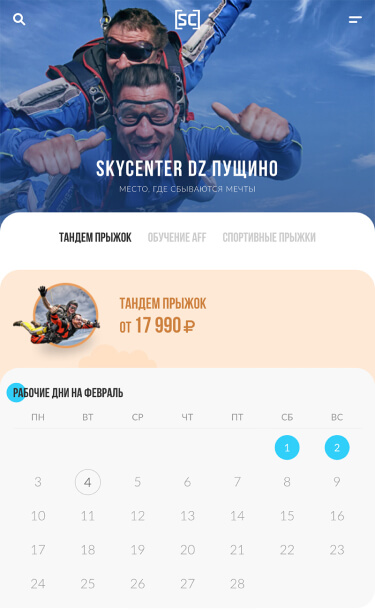 [SC]
SKYCENTER DZ ПУЩИНО
МЕСТО, ГДЕ СБЫВАЮТСЯ МЕЧТЫ
ТАНДЕМ ПРЫЖОК ОБУЧЕНИЕ AFF СПОРТИВНЫЕ ПРЫЖКИ
ТАНДЕМ ПРЫЖОК
ОТ 17 990 ₽
РАБОЧИЕ ДНИ НА ФЕВРАЛЬ
ПН ВТ СР ЧТ ПТ СБ ВС
1 2
3 4 5 6 7 8 9
10 11 12 13 14 15 16
17 18 19 20 21 22 23
24 25 26 27 28